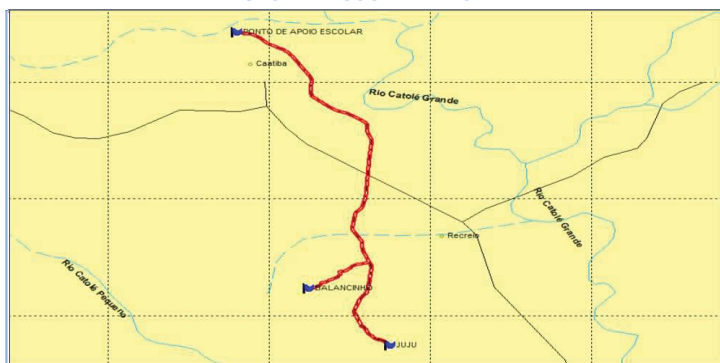 PONTO DE APOIO ESCOLAR
Caatiba
Rio Catolé Grande
Rio Catolé Grande
Recreio
Rio Catolé Pequeno
BALANCINHO
JUJU